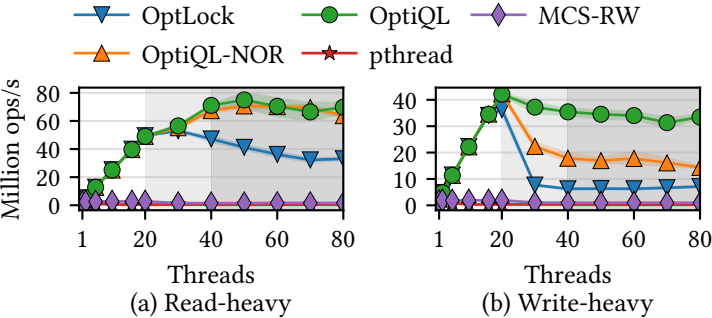 OptLock OptiQL MCS-RW
OptiQL-NOR pthread
Million ops/s
80
60
40
20
0
1 20 40 60 80
Threads
(a) Read-heavy
40
30
20
10
0
1 20 40 60 80
Threads
(b) Write-heavy